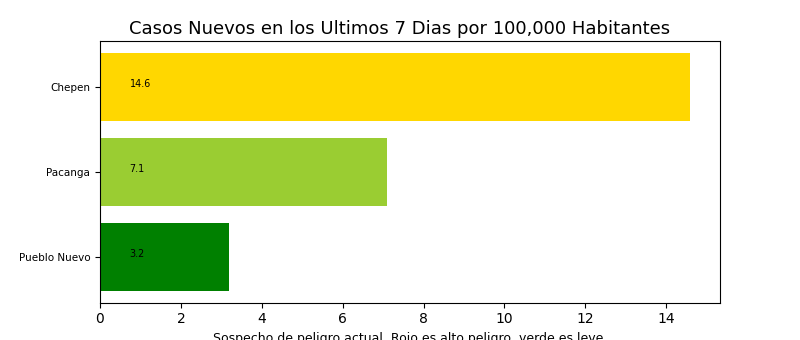 Casos Nuevos en los Ultimos 7 Dias por 100,000 Habitantes
Chepen
14.6
Pacanga
7.1
Pueblo Nuevo
3.2
0 2 4 6 8 10 12 14
Sospecho de peligro actual. Rojo es alto peligro, verde es leve